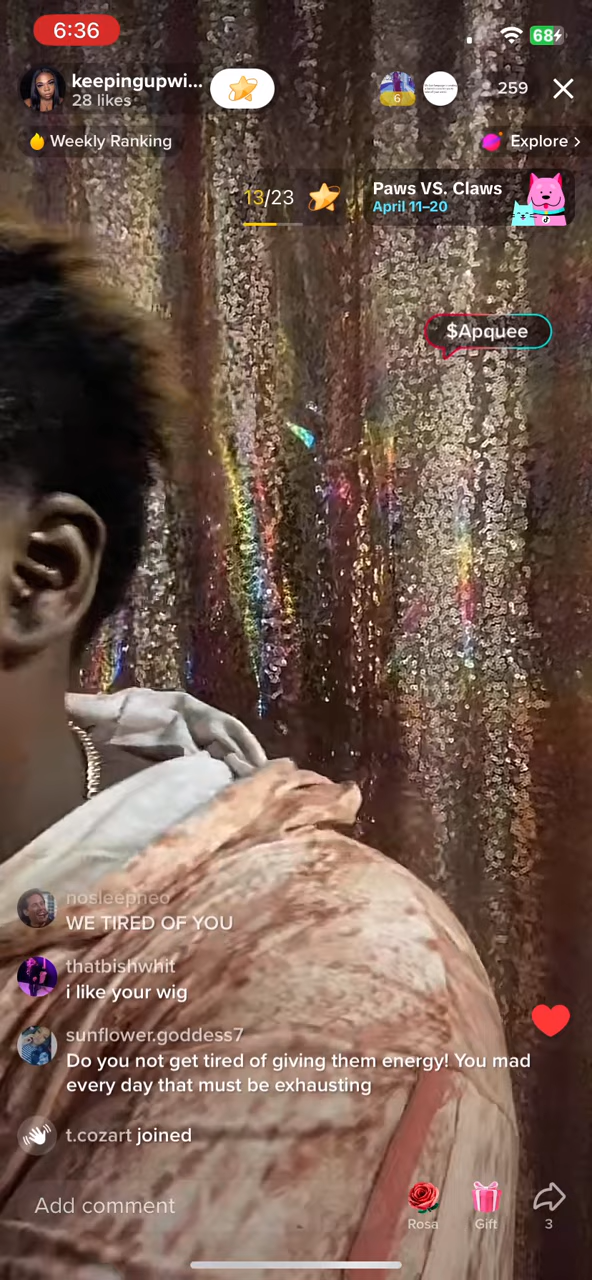 6:36
68
keepingupwi...
28 likes
6
259
Weekly Ranking
Explore >
13/23
Paws VS. Claws
April 11–20
$Apquee
nosleepneo
WE TIRED OF YOU
thatbishwhit
i like your wig
sunflower.goddess7
Do you not get tired of giving them energy! You mad
every day that must be exhausting
t.cozart joined
Add comment
Rosa
Gift
3